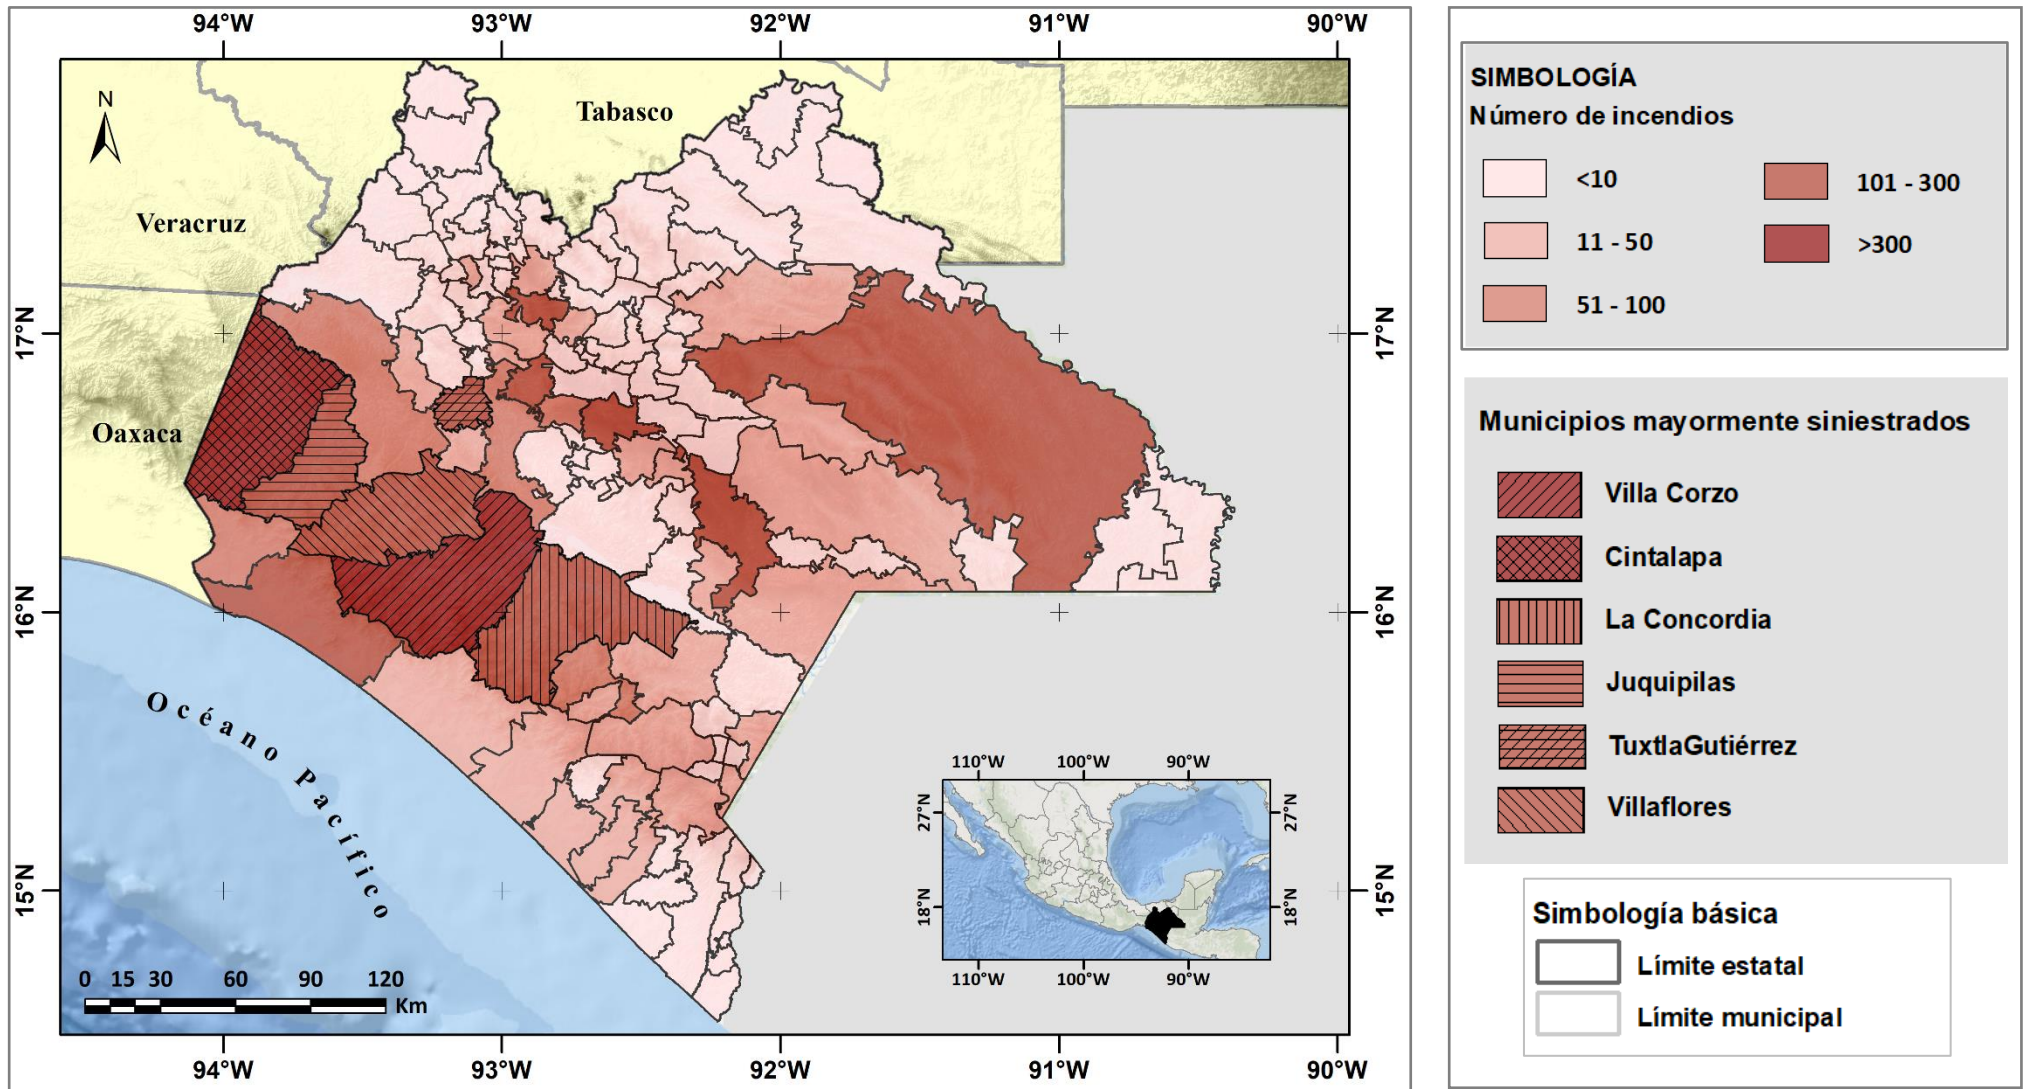 94°W 93°W 92°W 91°W 90°W
N
Tabasco
Veracruz
Oaxaca
17°N 17°N
16°N 16°N
15°N 15°N
Océano Pacífico
0 15 30 60 90 120
Km
110°W 100°W 90°W
27°N 27°N
18°N 18°N
110°W 100°W 90°W
94°W 93°W 92°W 91°W 90°W
SIMBOLOGÍA
Número de incendios
<10
101 - 300
11 - 50
>300
51 - 100
Municipios mayormente siniestrados
Villa Corzo
Cintalapa
La Concordia
Juquipilas
TuxtlaGutiérrez
Villaflores
Simbología básica
Límite estatal
Límite municipal